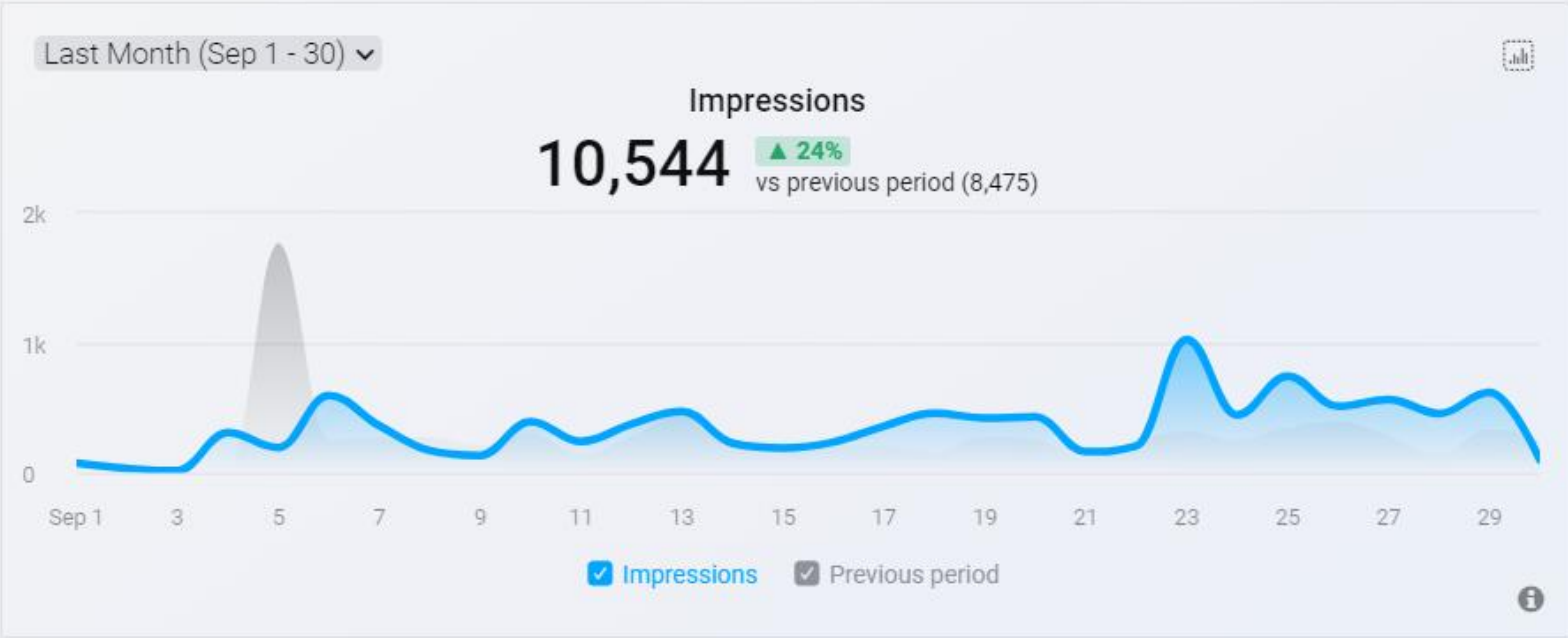 Last Month (Sep 1 - 30)
Impressions
10,544 ▲ 24%
vs previous period (8,475)
2k
1k
0
Sep 1 3 5 7 9 11 13 15 17 19 21 23 25 27 29
Impressions Previous period